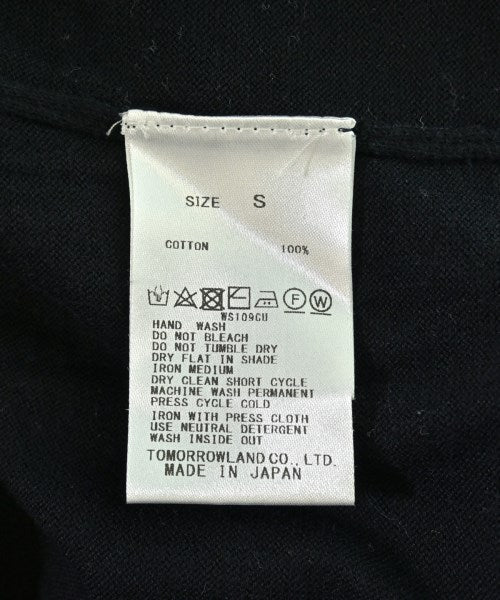 SIZE S
COTTON 100%
F W
WS109CU
HAND WASH
DO NOT BLEACH
DO NOT TUMBLE DRY
DRY FLAT IN SHADE
IRON MEDIUM
DRY CLEAN SHORT CYCLE
MACHINE WASH PERMANENT
PRESS CYCLE COLD
IRON WITH PRESS CLOTH
USE NEUTRAL DETERGENT
WASH INSIDE OUT
TOMORROWLAND CO., LTD.
MADE IN JAPAN